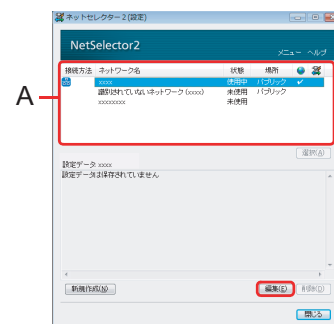 ネットセレクター2(設定)
NetSelector2
メニュー ヘルプ
接続方法 ネットワーク名 状態 場所
xxxx 使用中 パブリック ✔
A
識別されていないネットワーク(xxxx) 未使用 パブリック
xxxxxxxx 未使用
選択(A)
設定データ xxxx
設定データは保存されていません
新規作成(N) 編集(E) 削除(D)
閉じる